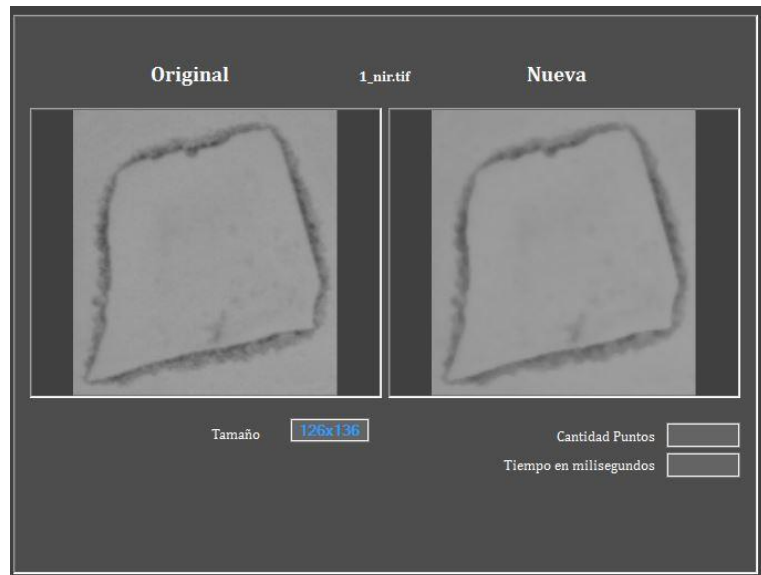 Original 1_nir.tif Nueva
Tamaño 126x136
Cantidad Puntos
Tiempo en milisegundos